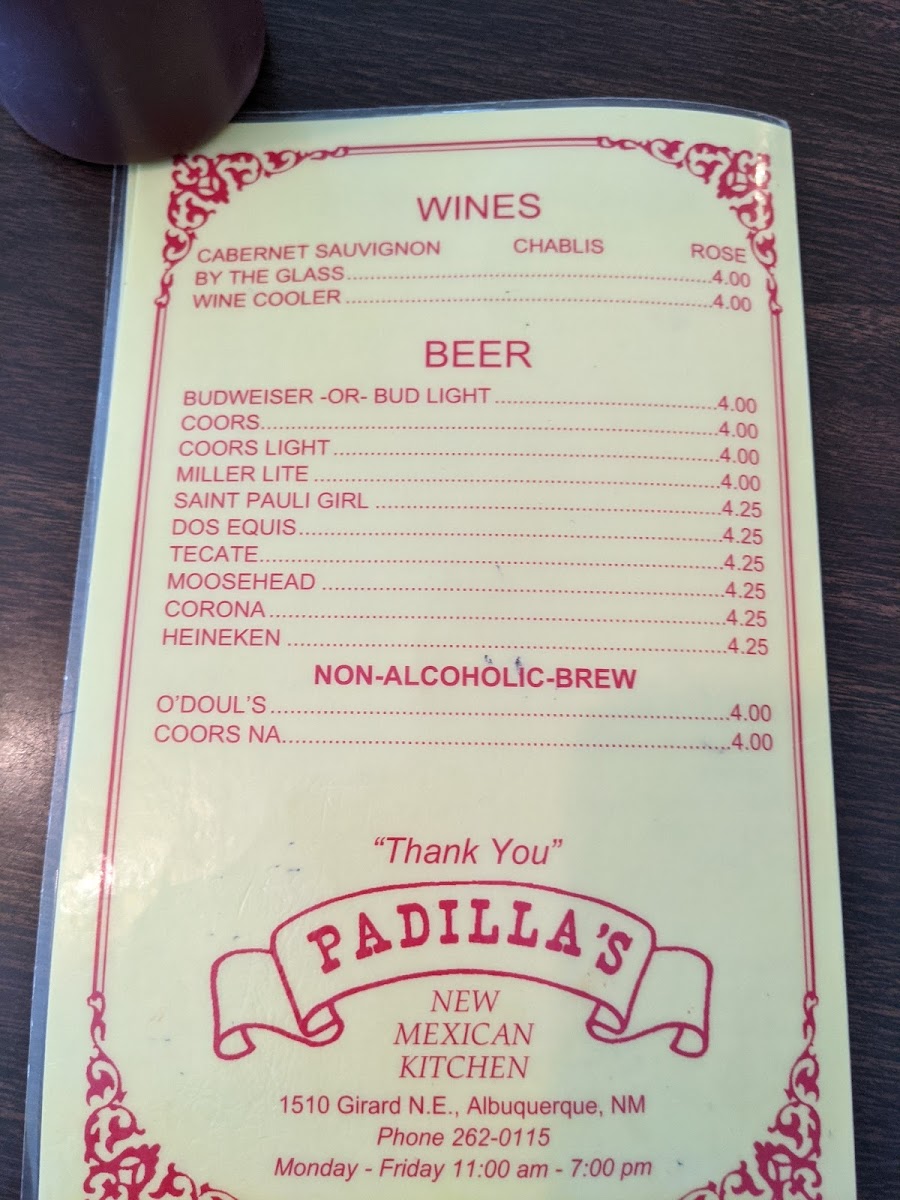 WINES
CABERNET SAUVIGNON CHABLIS ROSE
BY THE GLASS................................................................4.00
WINE COOLER................................................................4.00
BEER
BUDWEISER -OR- BUD LIGHT.....................................4.00
COORS............................................................................4.00
COORS LIGHT................................................................4.00
MILLER LITE...................................................................4.00
SAINT PAULI GIRL.........................................................4.25
DOS EQUIS.....................................................................4.25
TECATE...........................................................................4.25
MOOSEHEAD.................................................................4.25
CORONA.........................................................................4.25
HEINEKEN......................................................................4.25
NON-ALCOHOLIC-BREW
O’DOUL’S.......................................................................4.00
COORS NA......................................................................4.00
“Thank You”
PADILLA’S
NEW
MEXICAN
KITCHEN
1510 Girard N.E., Albuquerque, NM
Phone 262-0115
Monday - Friday 11:00 am - 7:00 pm